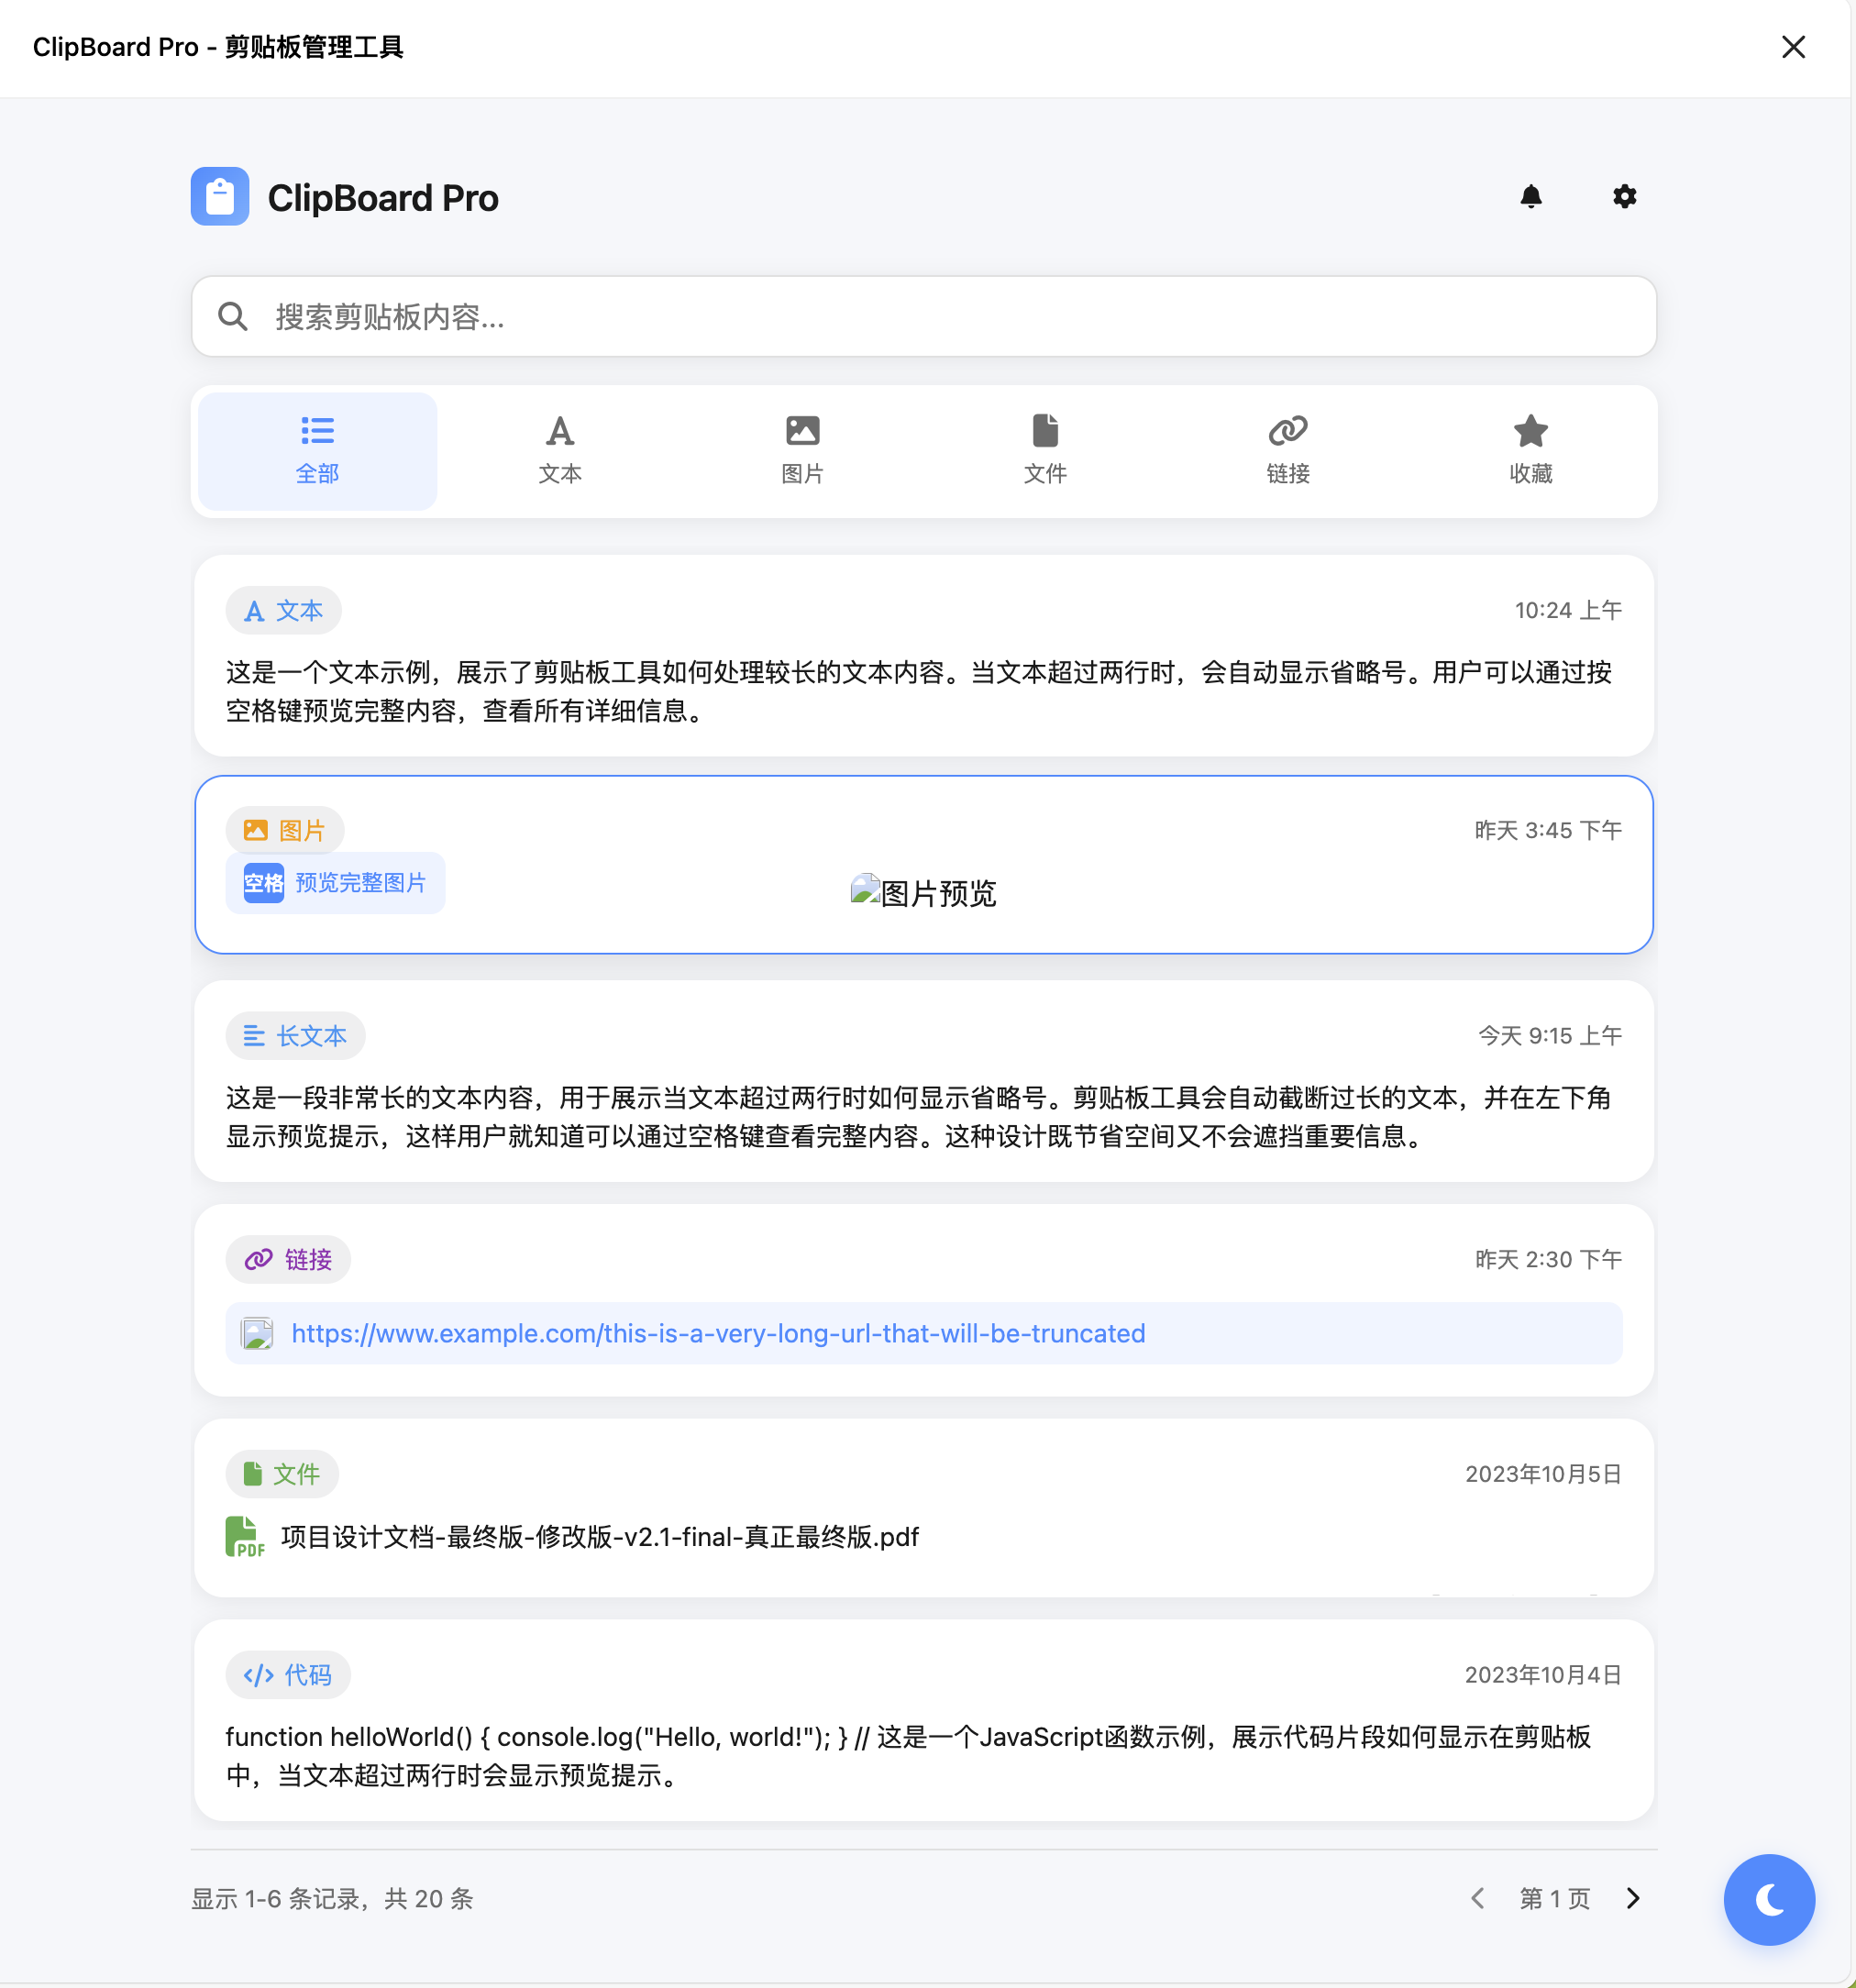 ClipBoard Pro - 剪贴板管理工具
ClipBoard Pro
搜索剪贴板内容...
全部
文本
图片
文件
链接
收藏
文本
10:24 上午
这是一个文本示例，展示了剪贴板工具如何处理较长的文本内容。当文本超过两行时，会自动显示省略号。用户可以通过按
空格键预览完整内容，查看所有详细信息。
图片
昨天 3:45 下午
空格 预览完整图片
图片预览
长文本
今天 9:15 上午
这是一段非常长的文本内容，用于展示当文本超过两行时如何显示省略号。剪贴板工具会自动截断过长的文本，并在左下角
显示预览提示，这样用户就知道可以通过空格键查看完整内容。这种设计既节省空间又不会遮挡重要信息。
链接
昨天 2:30 下午
https://www.example.com/this-is-a-very-long-url-that-will-be-truncated
文件
2023年10月5日
PDF
项目设计文档-最终版-修改版-v2.1-final-真正最终版.pdf
代码
2023年10月4日
function helloWorld() { console.log("Hello, world!"); } // 这是一个JavaScript函数示例，展示代码片段如何显示在剪贴板
中，当文本超过两行时会显示预览提示。
显示 1-6 条记录，共 20 条
第 1 页